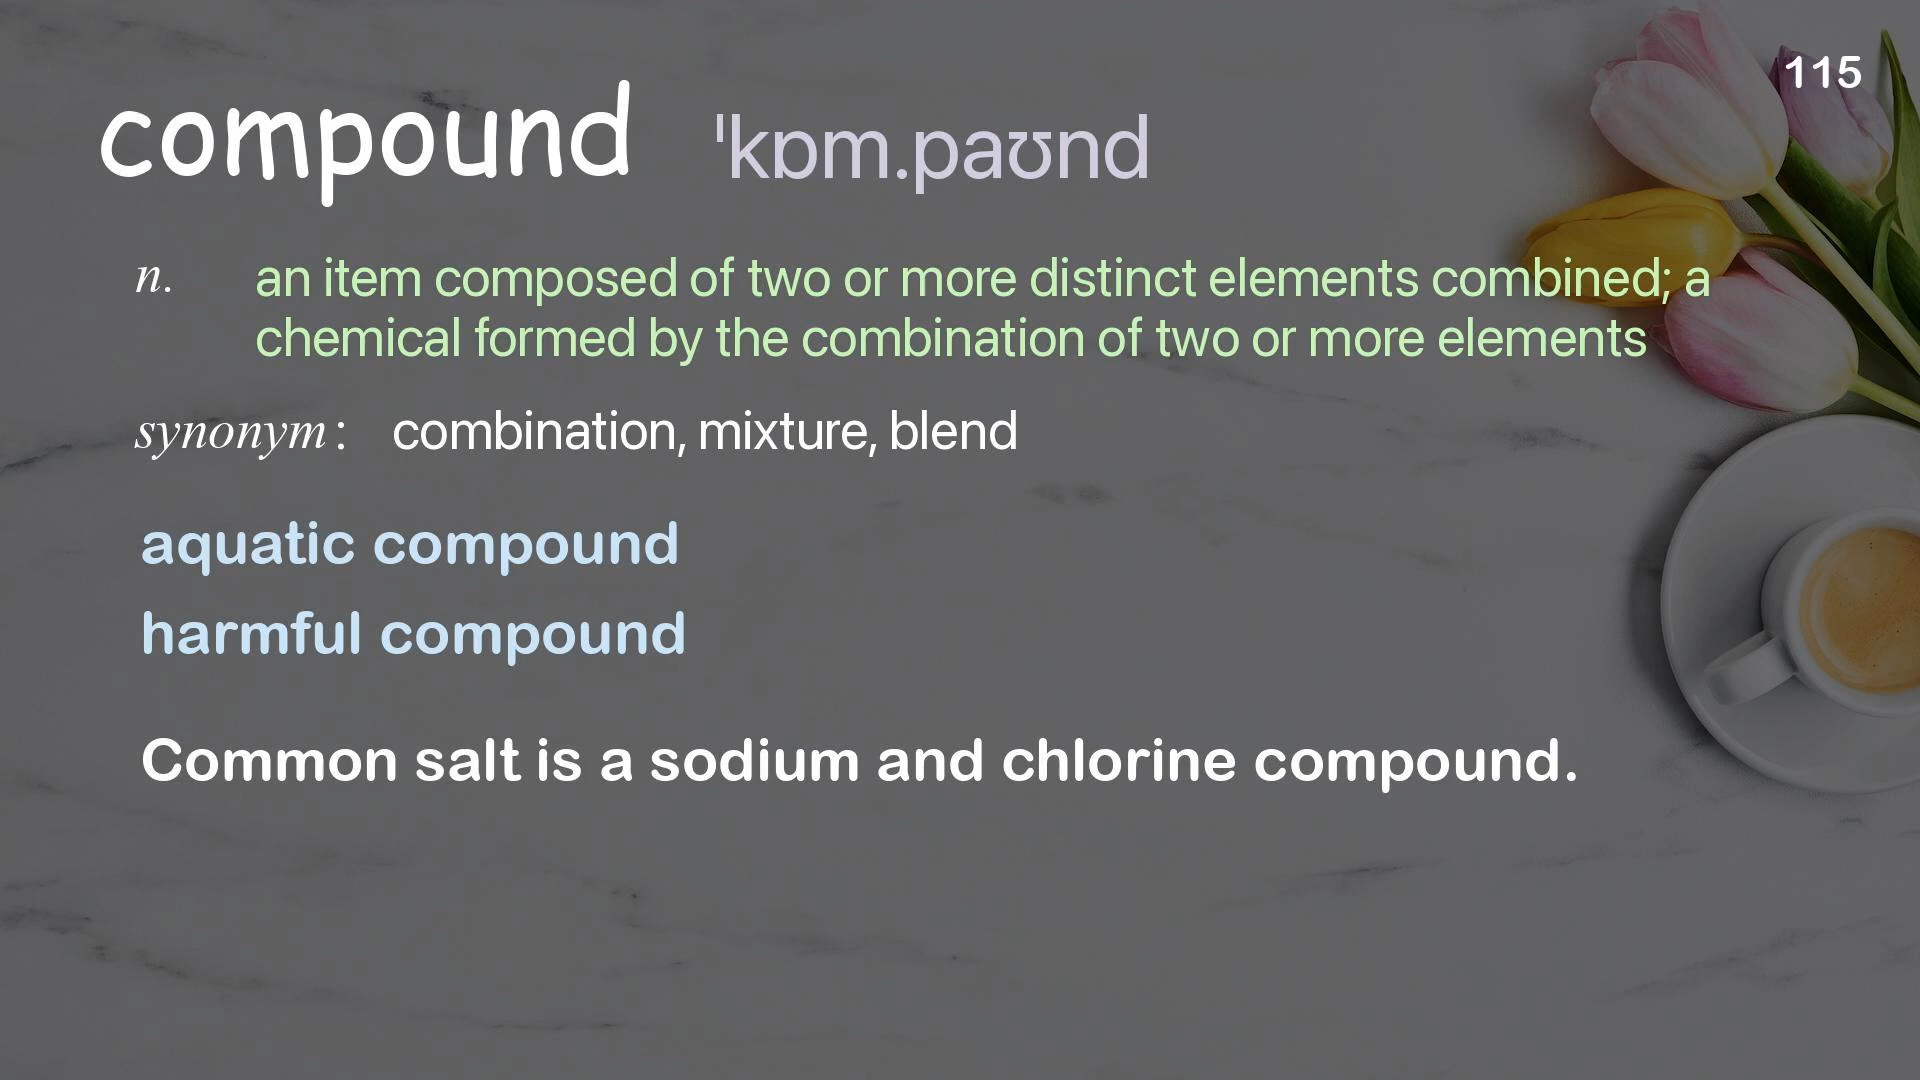 115
compound ˈkɒm.paʊnd
n. an item composed of two or more distinct elements combined; a
chemical formed by the combination of two or more elements
synonym: combination, mixture, blend
aquatic compound
harmful compound
Common salt is a sodium and chlorine compound.